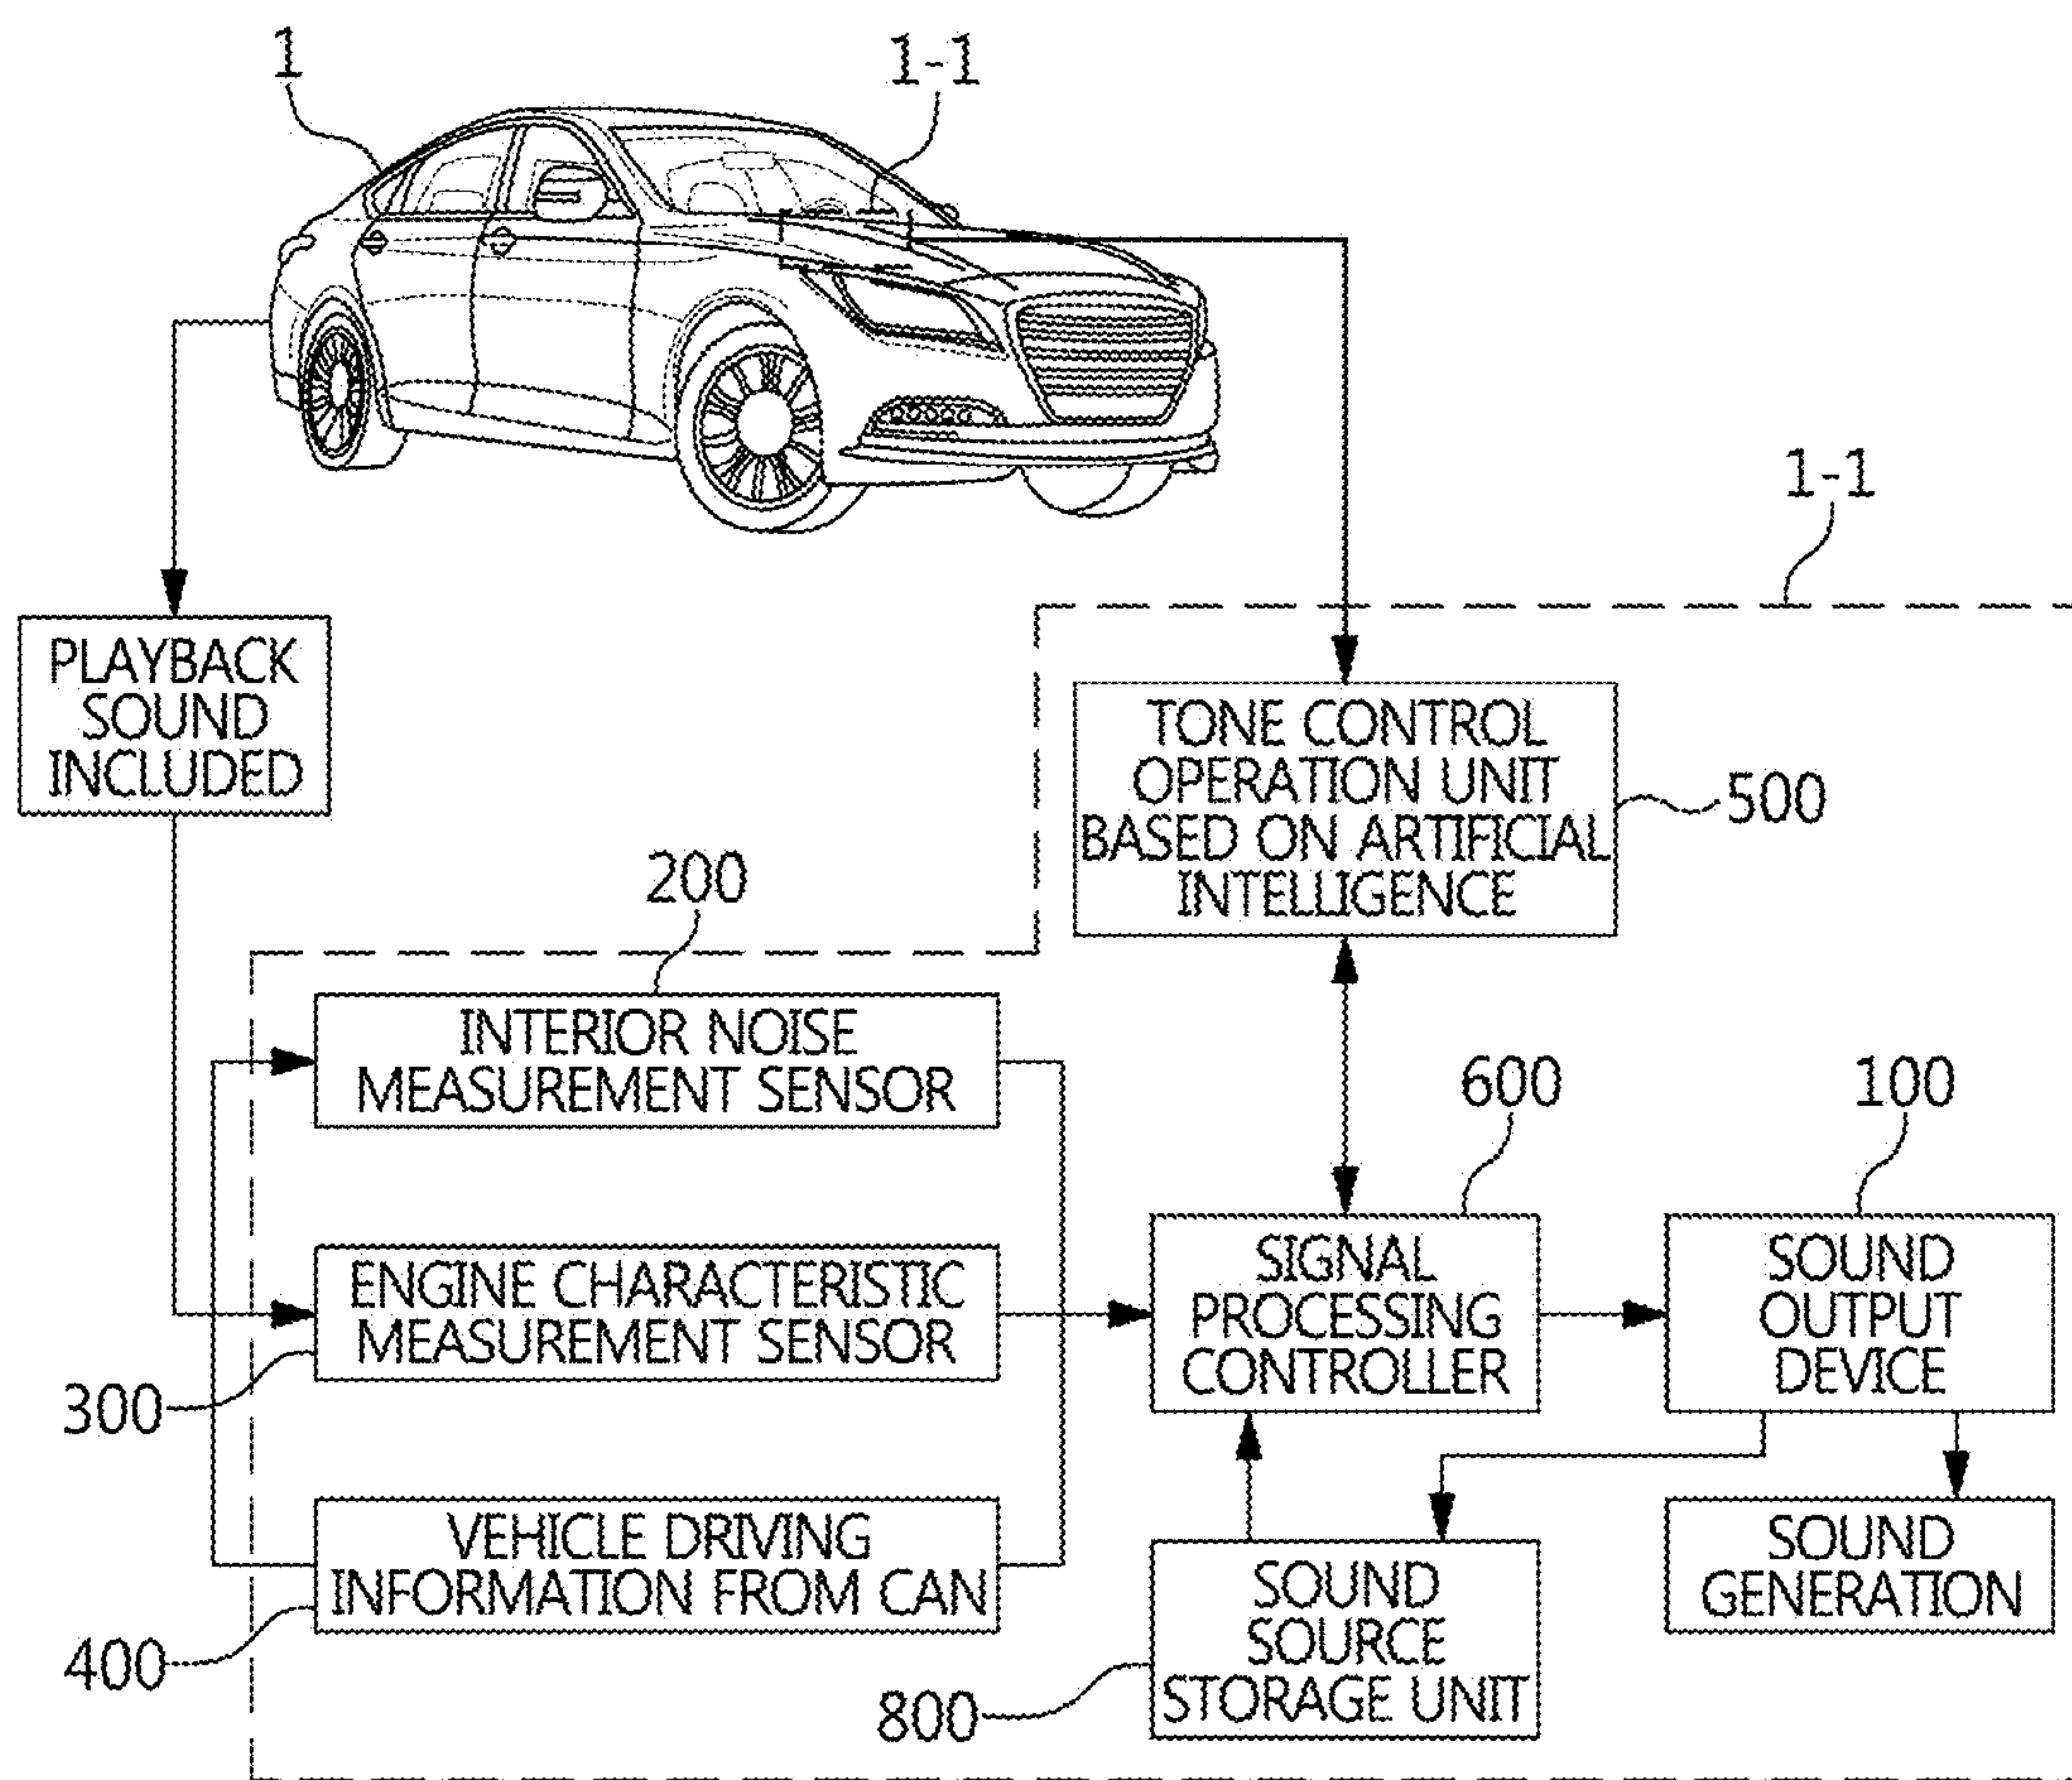 1
1-1
1-1
PLAYBACK
SOUND
INCLUDED
TONE CONTROL
OPERATION UNIT
BASED ON ARTIFICIAL
INTELLIGENCE
500
200
INTERIOR NOISE
MEASUREMENT SENSOR
600
100
ENGINE CHARACTERISTIC
MEASUREMENT SENSOR
300
SIGNAL
PROCESSING
CONTROLLER
SOUND
OUTPUT
DEVICE
VEHICLE DRIVING
INFORMATION FROM CAN
400
SOUND
SOURCE
STORAGE UNIT
800
SOUND
GENERATION